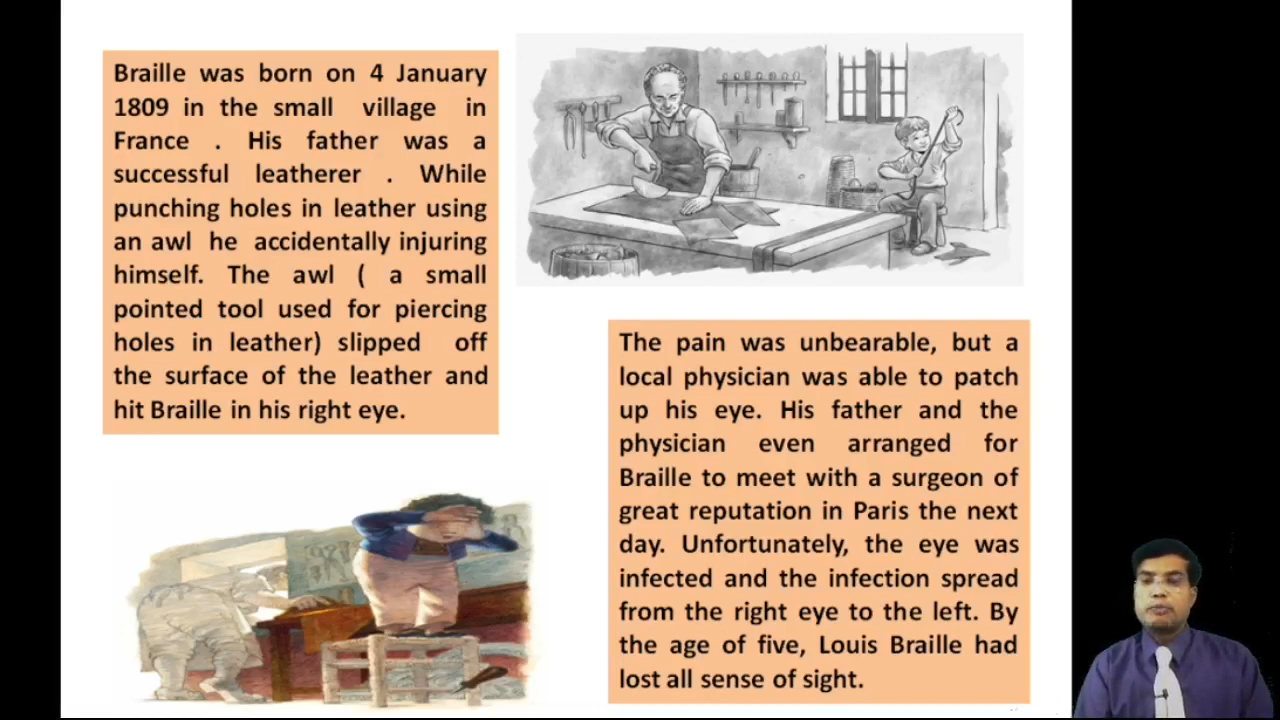 Braille was born on 4 January
1809 in the small village in
France . His father was a
successful leatherer . While
punching holes in leather using
an awl he accidentally injuring
himself. The awl ( a small
pointed tool used for piercing
holes in leather) slipped off
the surface of the leather and
hit Braille in his right eye.
The pain was unbearable, but a
local physician was able to patch
up his eye. His father and the
physician even arranged for
Braille to meet with a surgeon of
great reputation in Paris the next
day. Unfortunately, the eye was
infected and the infection spread
from the right eye to the left. By
the age of five, Louis Braille had
lost all sense of sight.